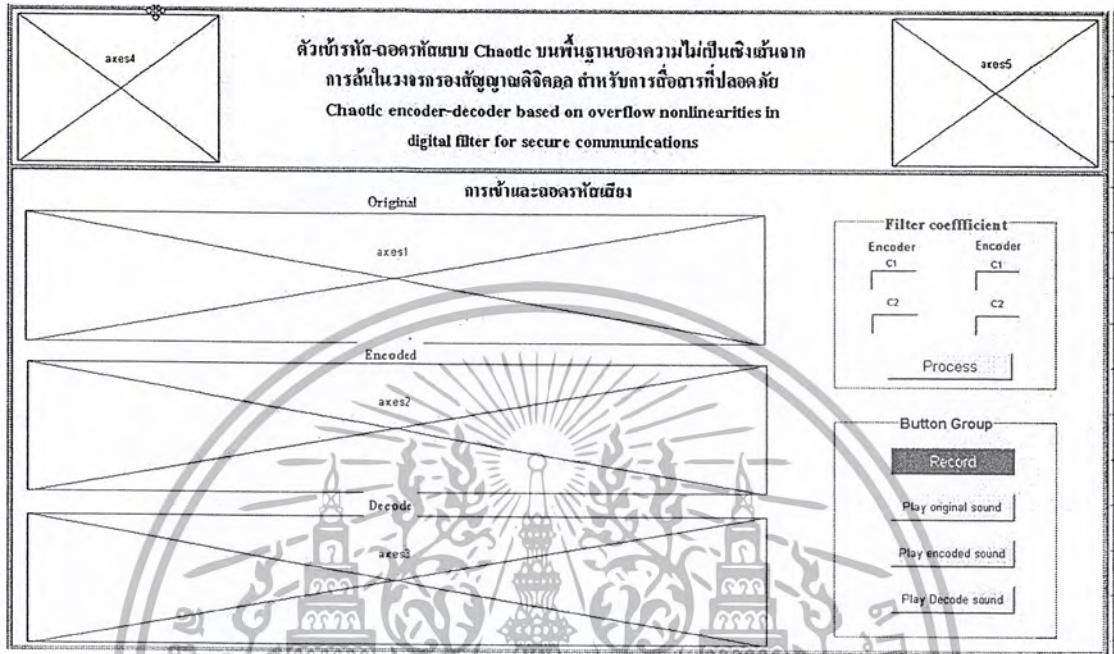 axes4
ตัวเข้ารหัส-ถอดรหัสแบบ Chaotic บนพื้นฐานของความไม่เป็นเชิงเส้นจาก
การล้นในวงจรกรองสัญญาณดิจิตอล สำหรับการสื่อสารที่ปลอดภัย
Chaotic encoder-decoder based on overflow nonlinearities in
digital filter for secure communications
axes5
การเข้าและถอดรหัสเสียง
Original
axes1
Encoded
axes2
Decode
axes3
Filter coeffficient
Encoder Encoder
C1 C1
C2 C2
Process
Button Group
Record
Play original sound
Play encoded sound
Play Decode sound